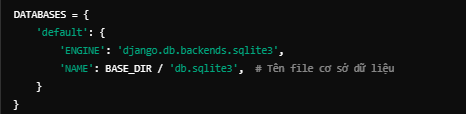 DATABASES = {
    'default': {
        'ENGINE': 'django.db.backends.sqlite3',
        'NAME': BASE_DIR / 'db.sqlite3',  # Tên file cơ sở dữ liệu
    }
}